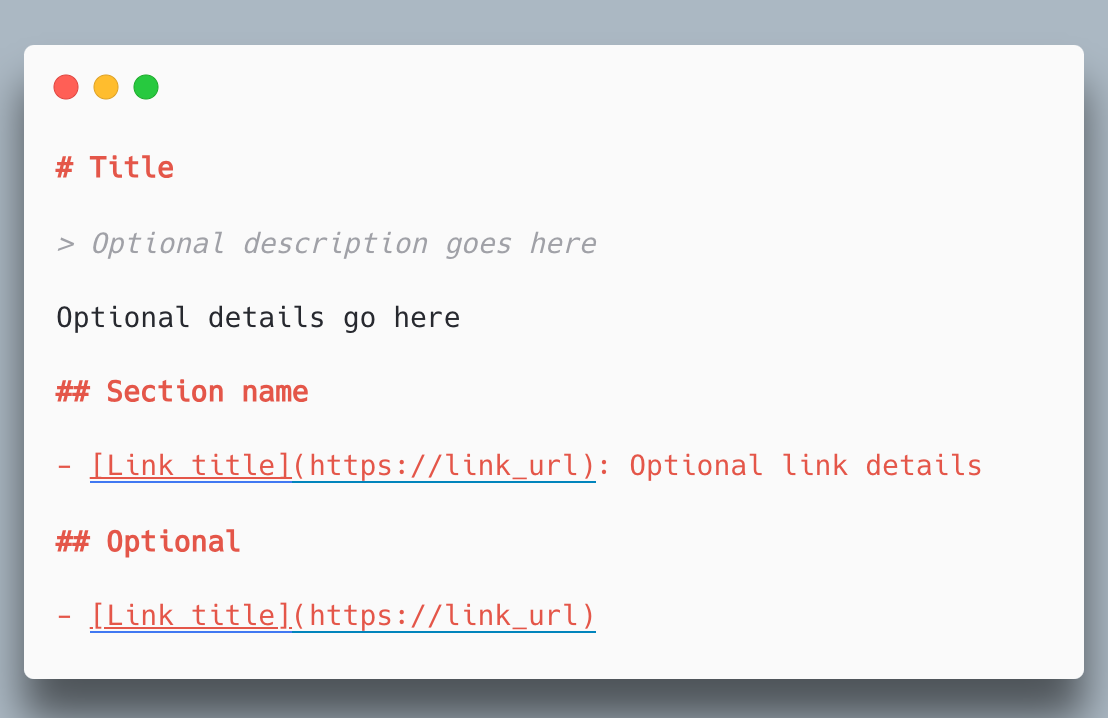 # Title
> Optional description goes here
Optional details go here
## Section name
- [Link title](https://link_url): Optional link details
## Optional
- [Link title](https://link_url)